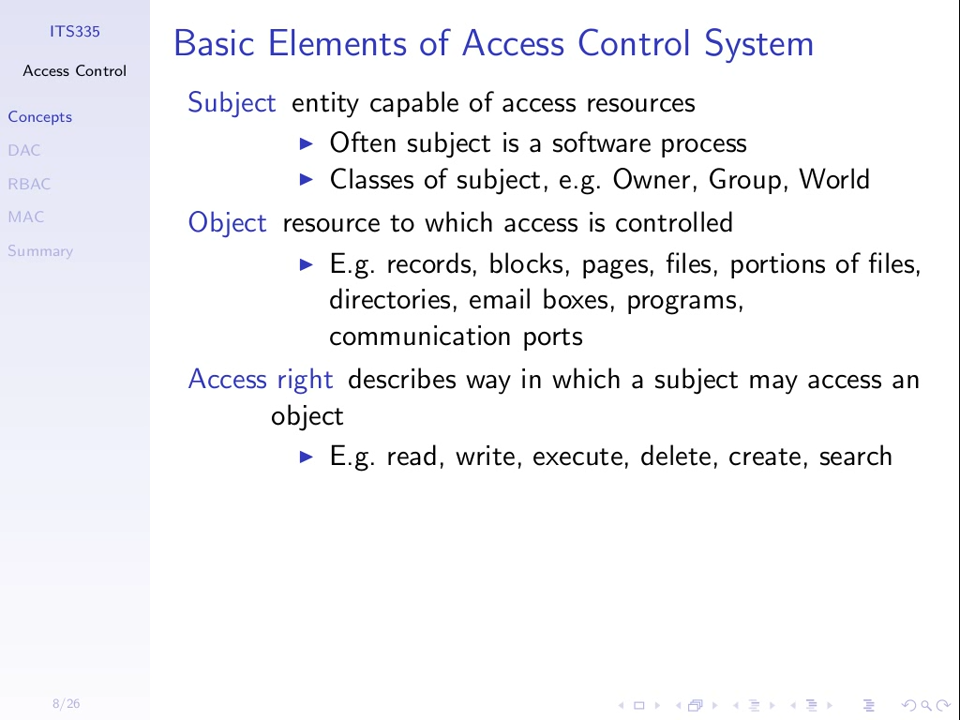 ITS335
Access Control
Concepts
DAC
RBAC
MAC
Summary
8/26
Basic Elements of Access Control System
Subject entity capable of access resources
Often subject is a software process
Classes of subject, e.g. Owner, Group, World
Object resource to which access is controlled
E.g. records, blocks, pages, files, portions of files,
directories, email boxes, programs,
communication ports
Access right describes way in which a subject may access an
object
E.g. read, write, execute, delete, create, search